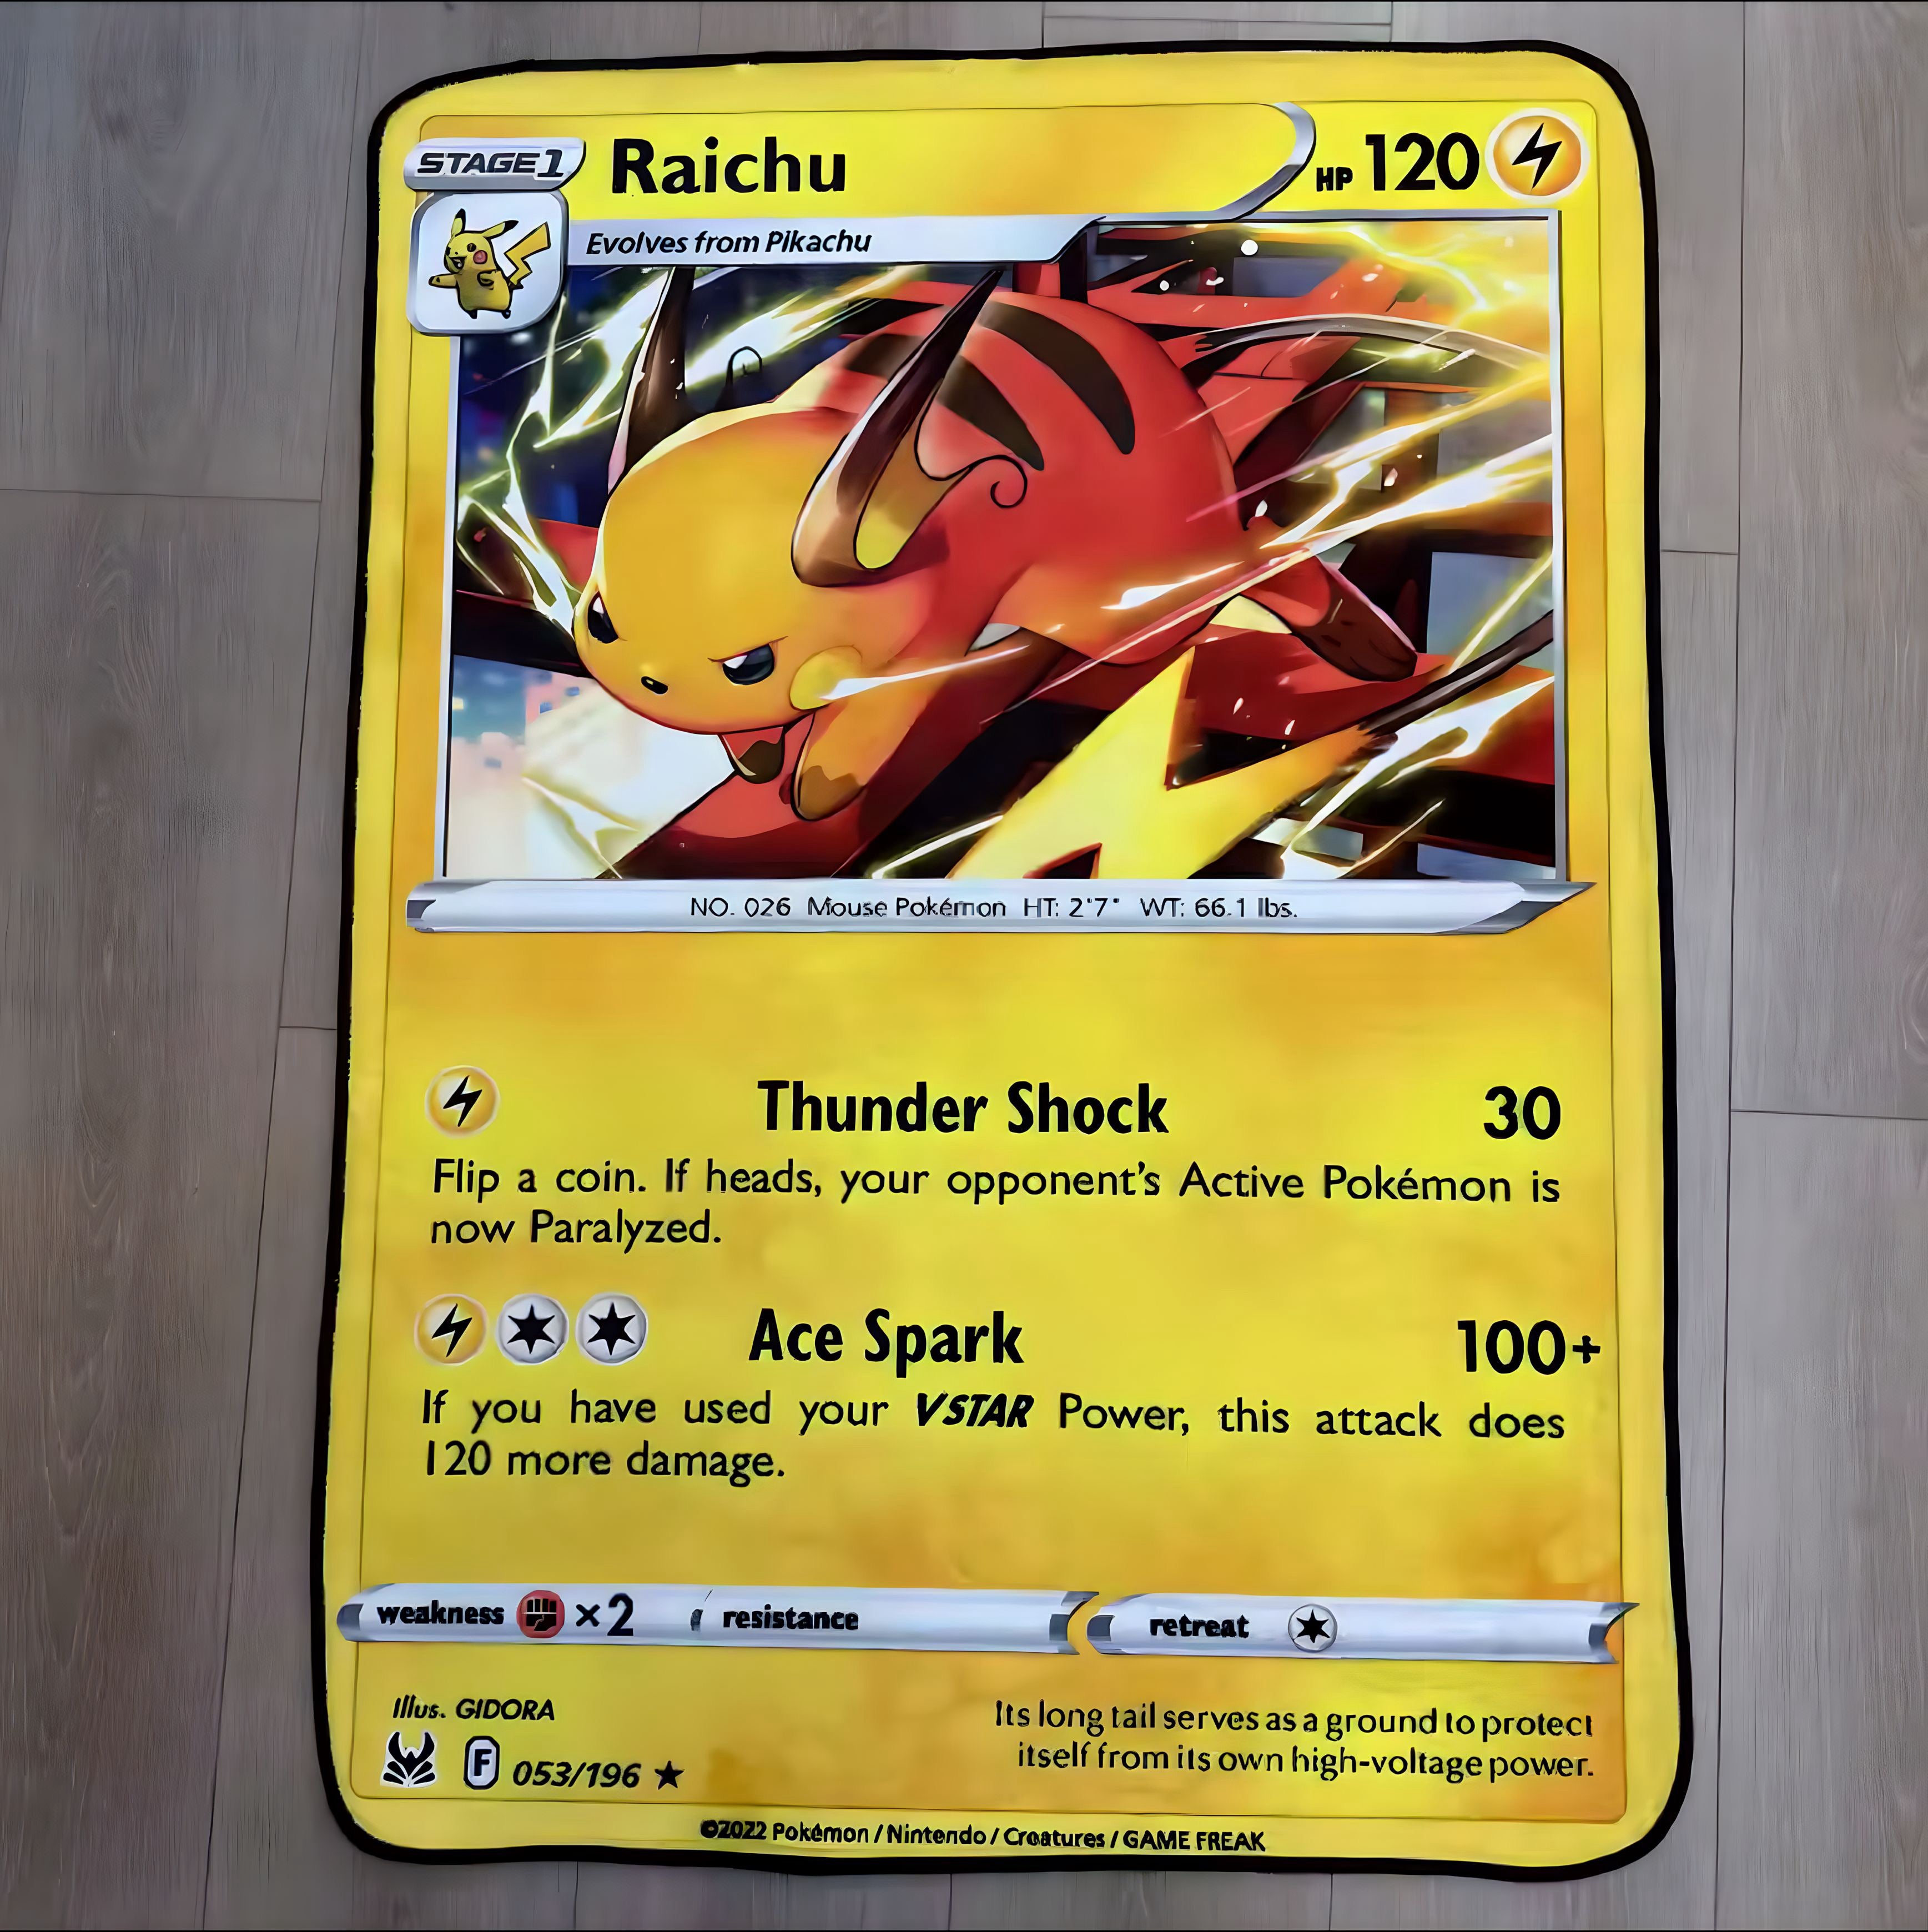 STAGE 1 Raichu HP 120
Evolves from Pikachu
NO. 026 Mouse Pokémon HT: 2'7" WT: 66.1 lbs.
Thunder Shock 30
Flip a coin. If heads, your opponent's Active Pokémon is
now Paralyzed.
Ace Spark 100+
If you have used your VSTAR Power, this attack does
120 more damage.
weakness ×2 resistance retreat
Illus. GIDORA
F 053/196 ★
Its long tail serves as a ground to protect
itself from its own high-voltage power.
©2022 Pokémon / Nintendo / Creatures / GAME FREAK